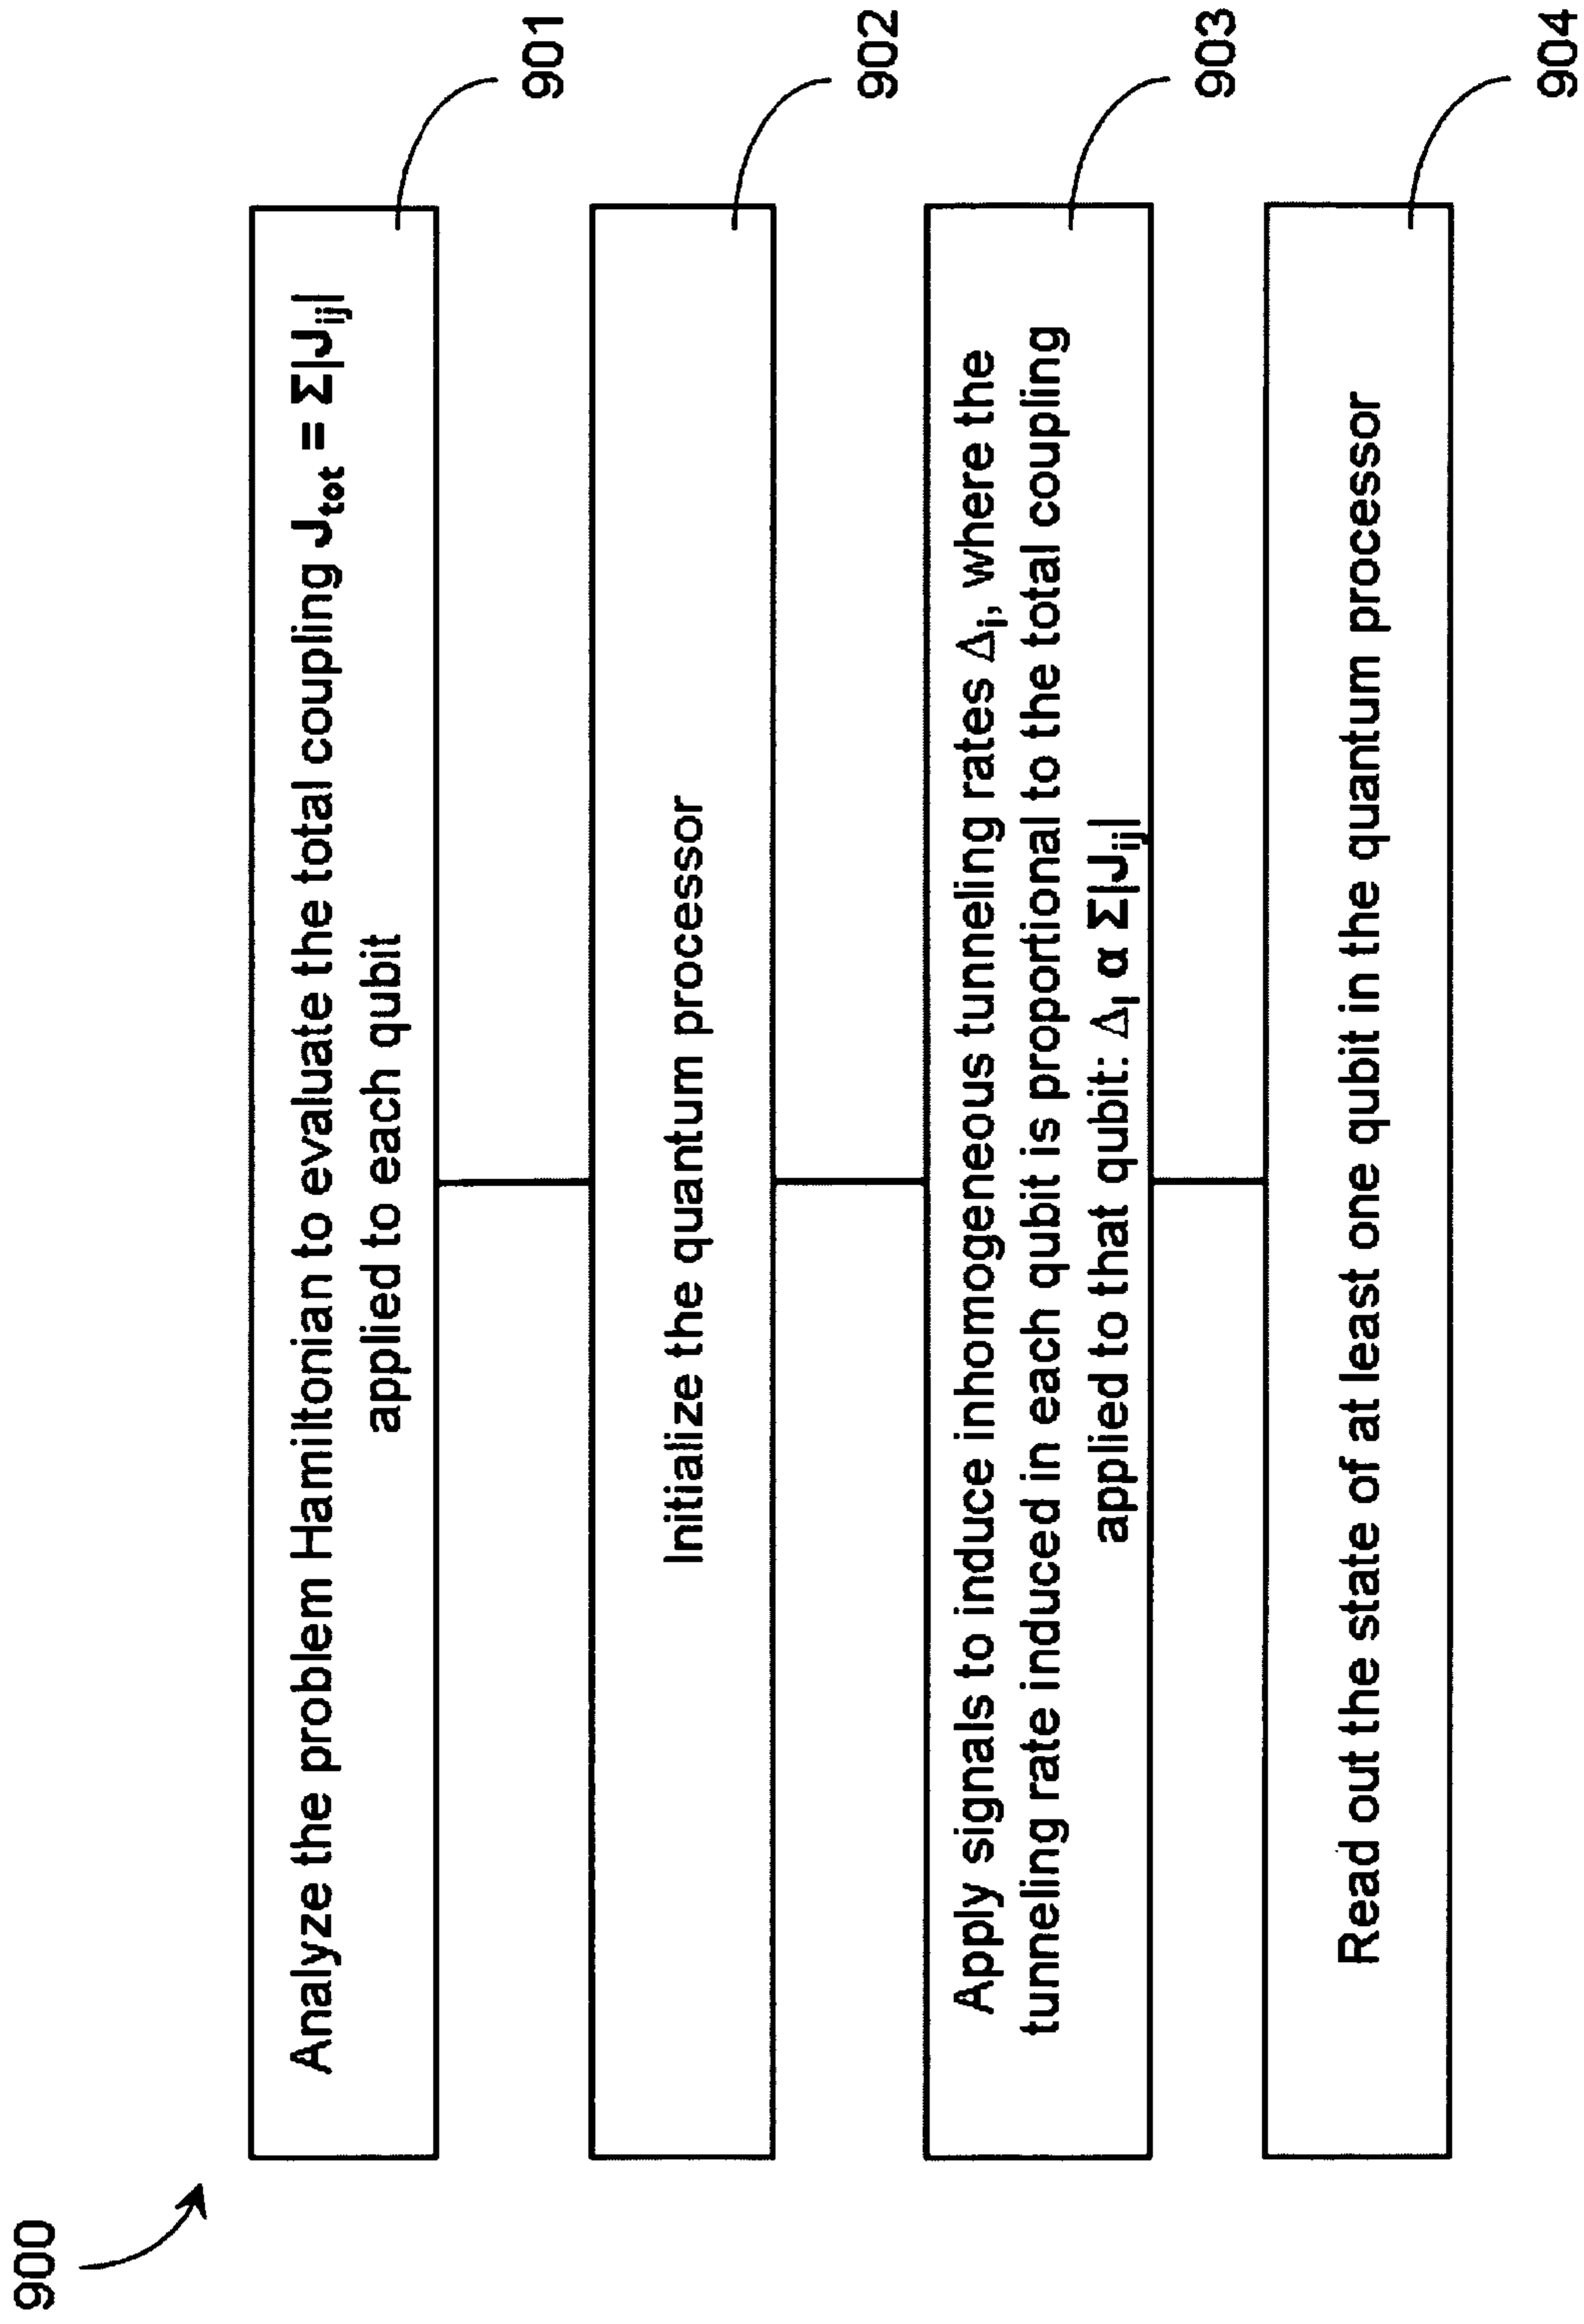 900
Analyze the problem Hamiltonian to evaluate the total coupling J_tot = Σ|J_ij|
applied to each qubit
901
Initialize the quantum processor
902
Apply signals to induce inhomogeneous tunneling rates Δ_i, where the
tunneling rate induced in each qubit is proportional to the total coupling
applied to that qubit: Δ_i α Σ|J_ij|
903
Read out the state of at least one qubit in the quantum processor
904